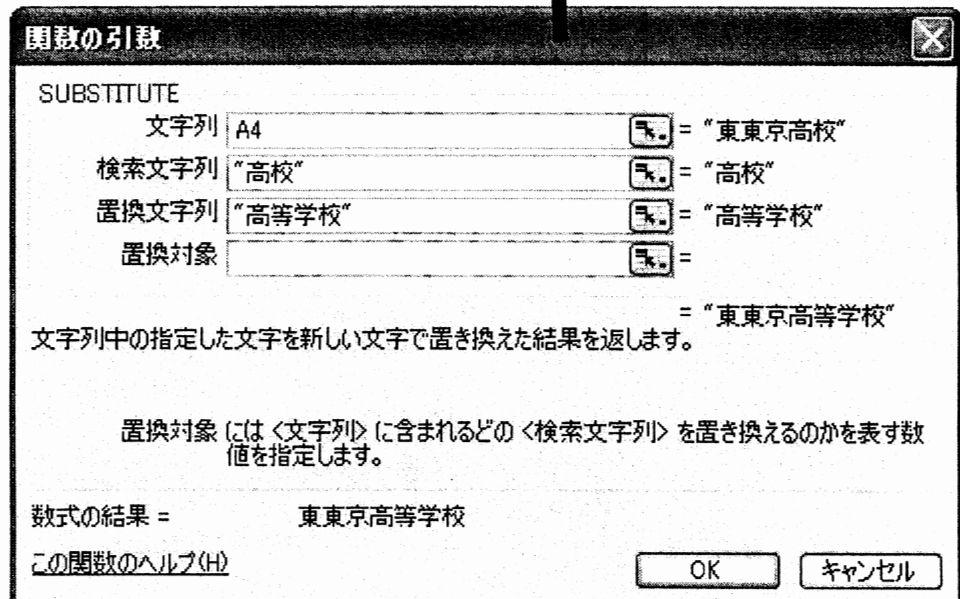 関数の引数
SUBSTITUTE
文字列 A4 = "東東京高校"
検索文字列 "高校" = "高校"
置換文字列 "高等学校" = "高等学校"
置換対象 =
= "東東京高等学校"
文字列中の指定した文字を新しい文字で置き換えた結果を返します。
置換対象 には <文字列> に含まれるどの <検索文字列> を置き換えるのかを表す数
値を指定します。
数式の結果 = 東東京高等学校
この関数のヘルプ(H)
OK キャンセル